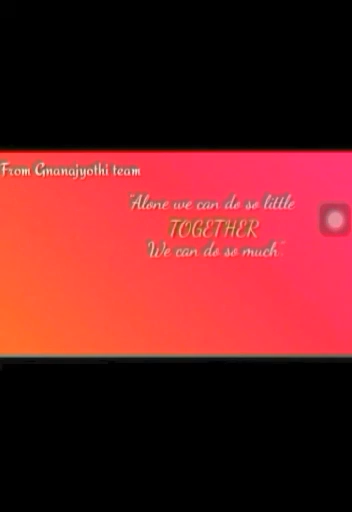 From Gnanajyothi team
"Alone we can do so little
TOGETHER
We can do so much"